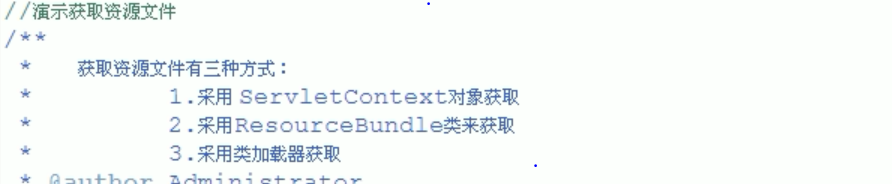 //演示获取资源文件
/**
 *    获取资源文件有三种方式：
 *        1.采用 ServletContext对象获取
 *        2.采用ResourceBundle类来获取
 *        3.采用类加载器获取
 * @author Administrator